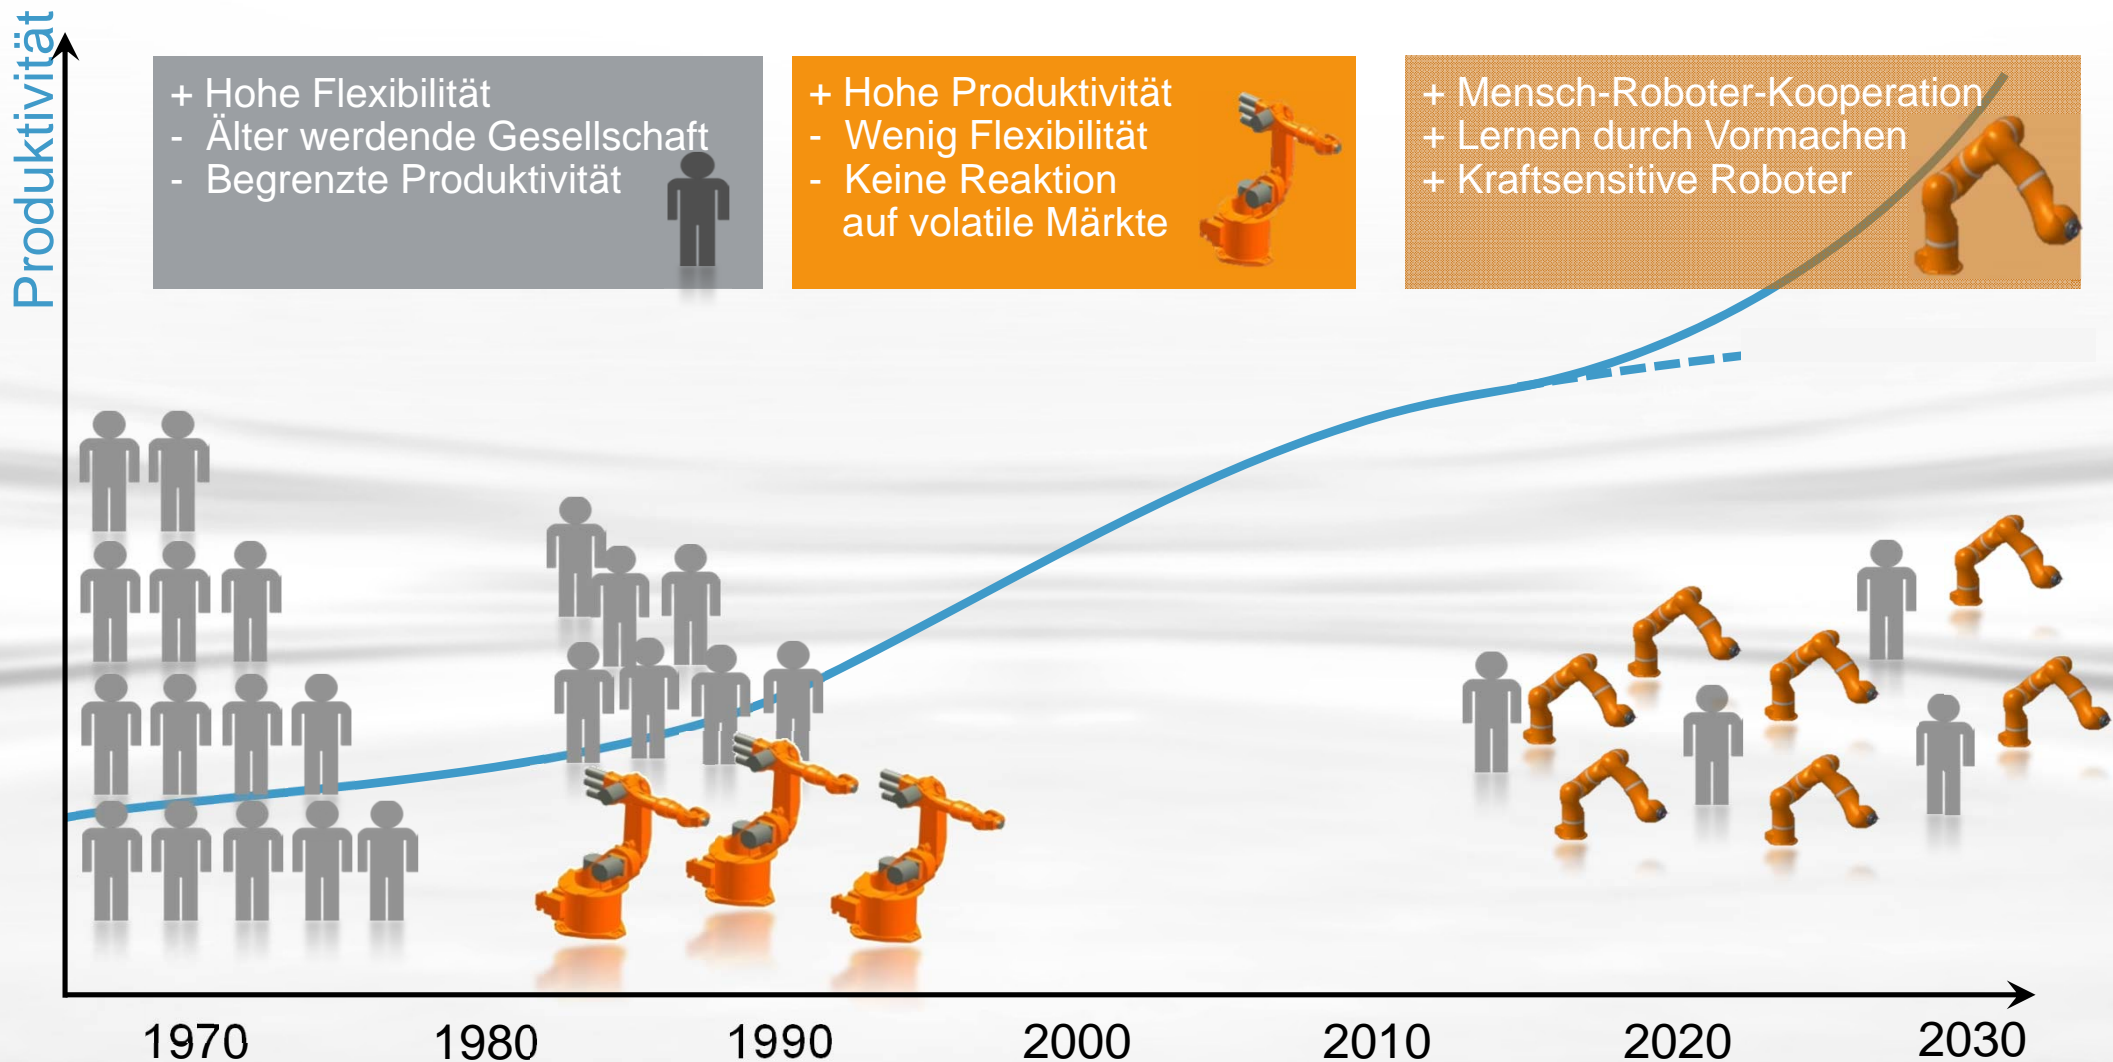 Produktivität
+ Hohe Flexibilität
- Älter werdende Gesellschaft
- Begrenzte Produktivität
+ Hohe Produktivität
- Wenig Flexibilität
- Keine Reaktion
auf volatile Märkte
+ Mensch-Roboter-Kooperation
+ Lernen durch Vormachen
+ Kraftsensitive Roboter
1970 1980 1990 2000 2010 2020 2030